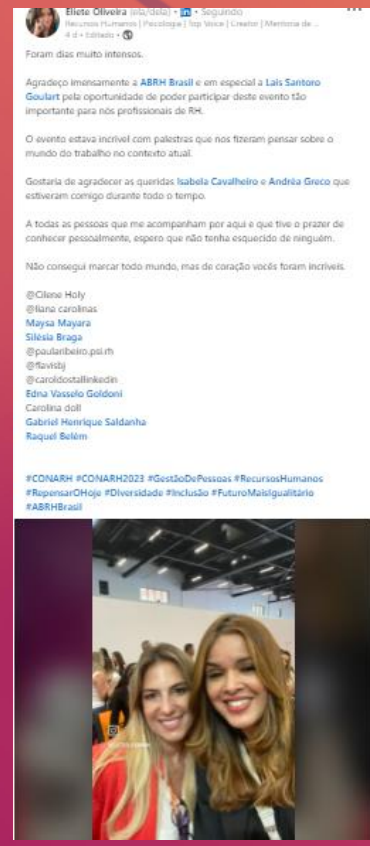 Eliete Oliveira (ela/dela) • in • Seguindo
Recursos Humanos | Psicologia | Top Voice | Creator | Mentoria de ...
4 d • Editado •
Foram dias muito intensos.
Agradeço imensamente a ABRH Brasil e em especial a Lais Santoro
Goulart pela oportunidade de poder participar deste evento tão
importante para nós profissionais de RH.
O evento estava incrível com palestras que nos fizeram pensar sobre o
mundo do trabalho no contexto atual.
Gostaria de agradecer as queridas Isabela Cavalheiro e Andréa Greco que
estiveram comigo durante todo o tempo.
A todas as pessoas que me acompanham por aqui e que tive o prazer de
conhecer pessoalmente, espero que não tenha esquecido de ninguém.
Não consegui marcar todo mundo, mas de coração vocês foram incríveis.
@Cilene Holy
@liana carolinas
Maysa Mayara
Silésia Braga
@paularibeiro.psi.rh
@flavisbj
@caroldostallinkedin
Edna Vasselo Goldoni
Carolina doll
Gabriel Henrique Saldanha
Raquel Belém
#CONARH #CONARH2023 #GestãoDePessoas #RecursosHumanos
#RepensarOHoje #Diversidade #Inclusão #FuturoMaisIgualitário
#ABRHBrasil